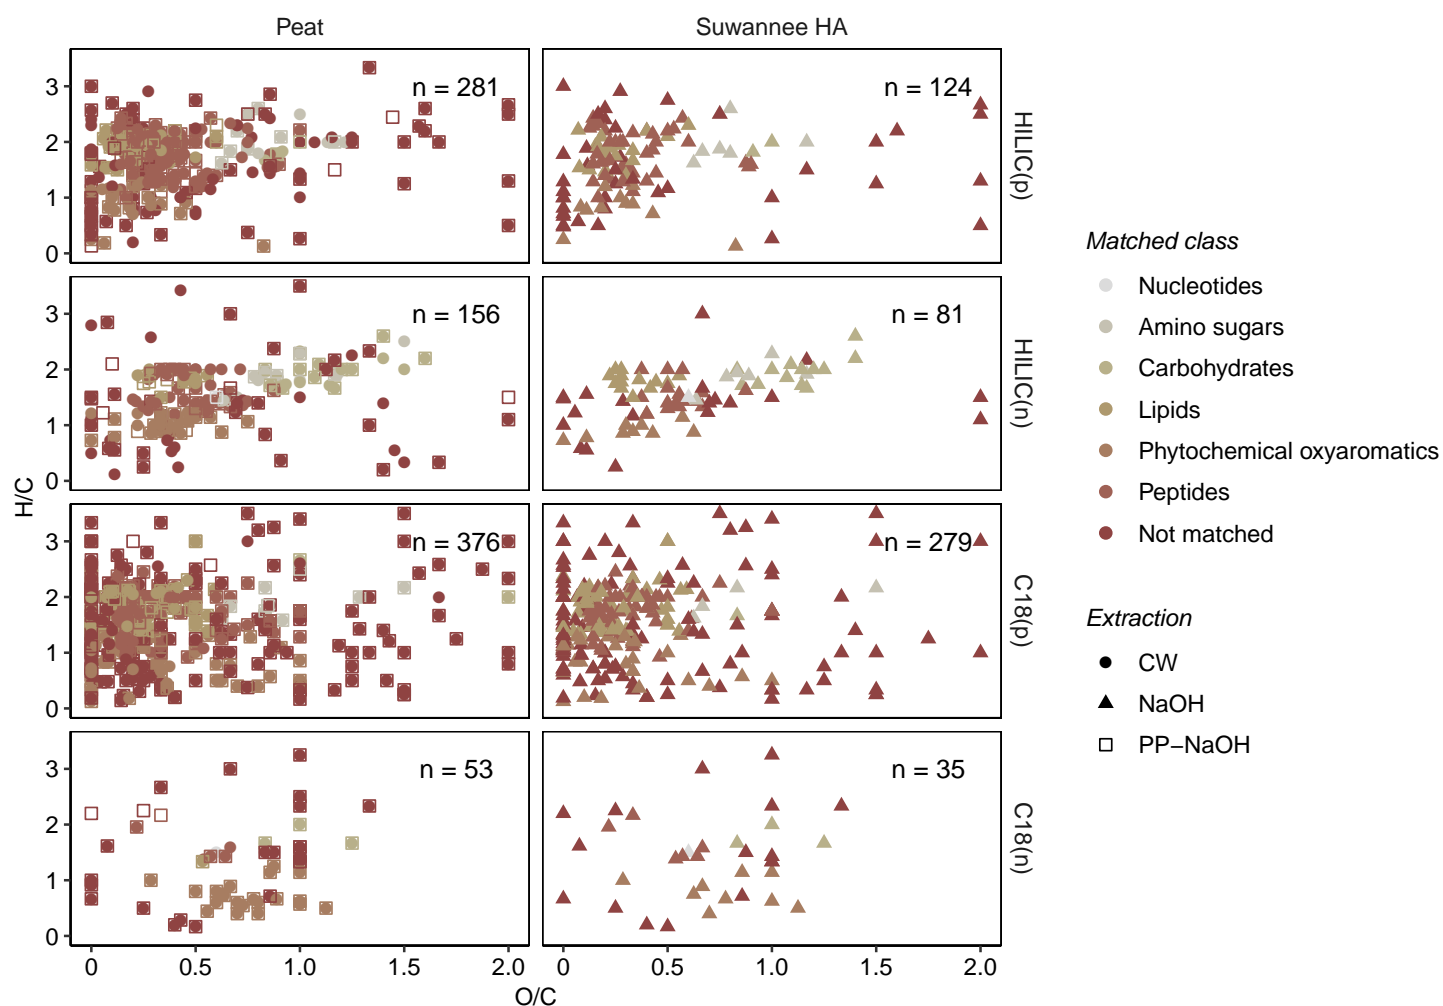 Peat
Suwannee HA
n = 281
n = 124
HILIC(p)
3
2
1
0
n = 156
n = 81
HILIC(n)
3
2
1
0
n = 376
n = 279
C18(p)
3
2
1
0
n = 53
n = 35
C18(n)
3
2
1
0
0
0.5
1.0
1.5
2.0
0
0.5
1.0
1.5
2.0
H/C
O/C
Matched class
Nucleotides
Amino sugars
Carbohydrates
Lipids
Phytochemical oxyaromatics
Peptides
Not matched
Extraction
CW
NaOH
PP−NaOH